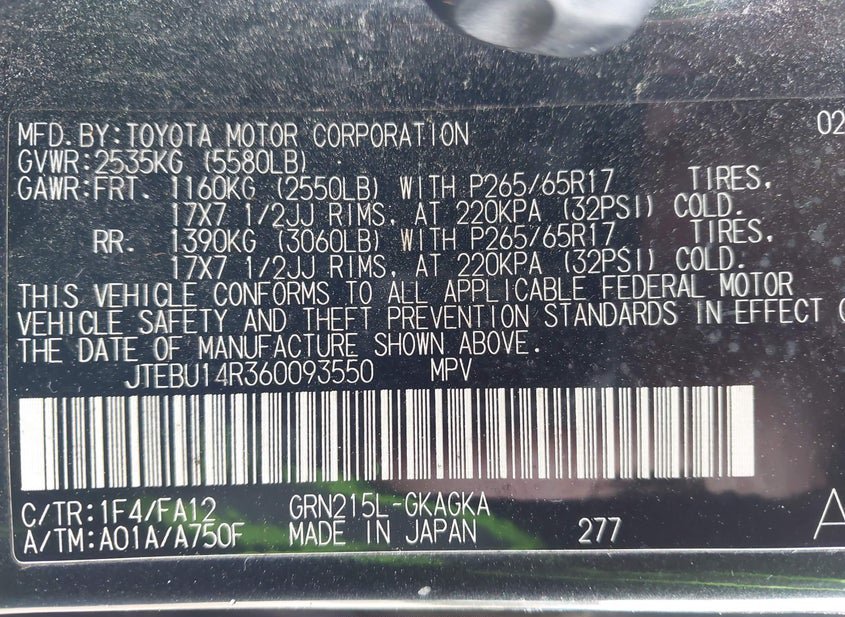 MFD.BY:TOYOTA MOTOR CORPORATION 02
GVWR:2535KG (5580LB)
GAWR:FRT. 1160KG (2550LB) WITH P265/65R17 TIRES,
17X7 1/2JJ RIMS, AT 220KPA (32PSI) COLD.
RR. 1390KG (3060LB) WITH P265/65R17 TIRES,
17X7 1/2JJ RIMS, AT 220KPA (32PSI) COLD.
THIS VEHICLE CONFORMS TO ALL APPLICABLE FEDERAL MOTOR
VEHICLE SAFETY AND THEFT PREVENTION STANDARDS IN EFFECT
THE DATE OF MANUFACTURE SHOWN ABOVE.
JTEBU14R360093550 MPV
C/TR:1F4/FA12 GRN215L-GKAGKA
A/TM:A01A/A750F MADE IN JAPAN 277 A